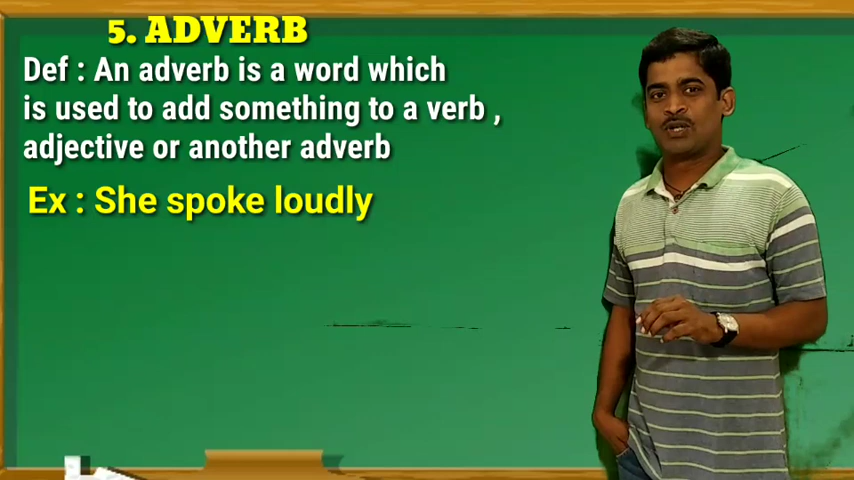 5. ADVERB
Def : An adverb is a word which
is used to add something to a verb ,
adjective or another adverb
Ex : She spoke loudly